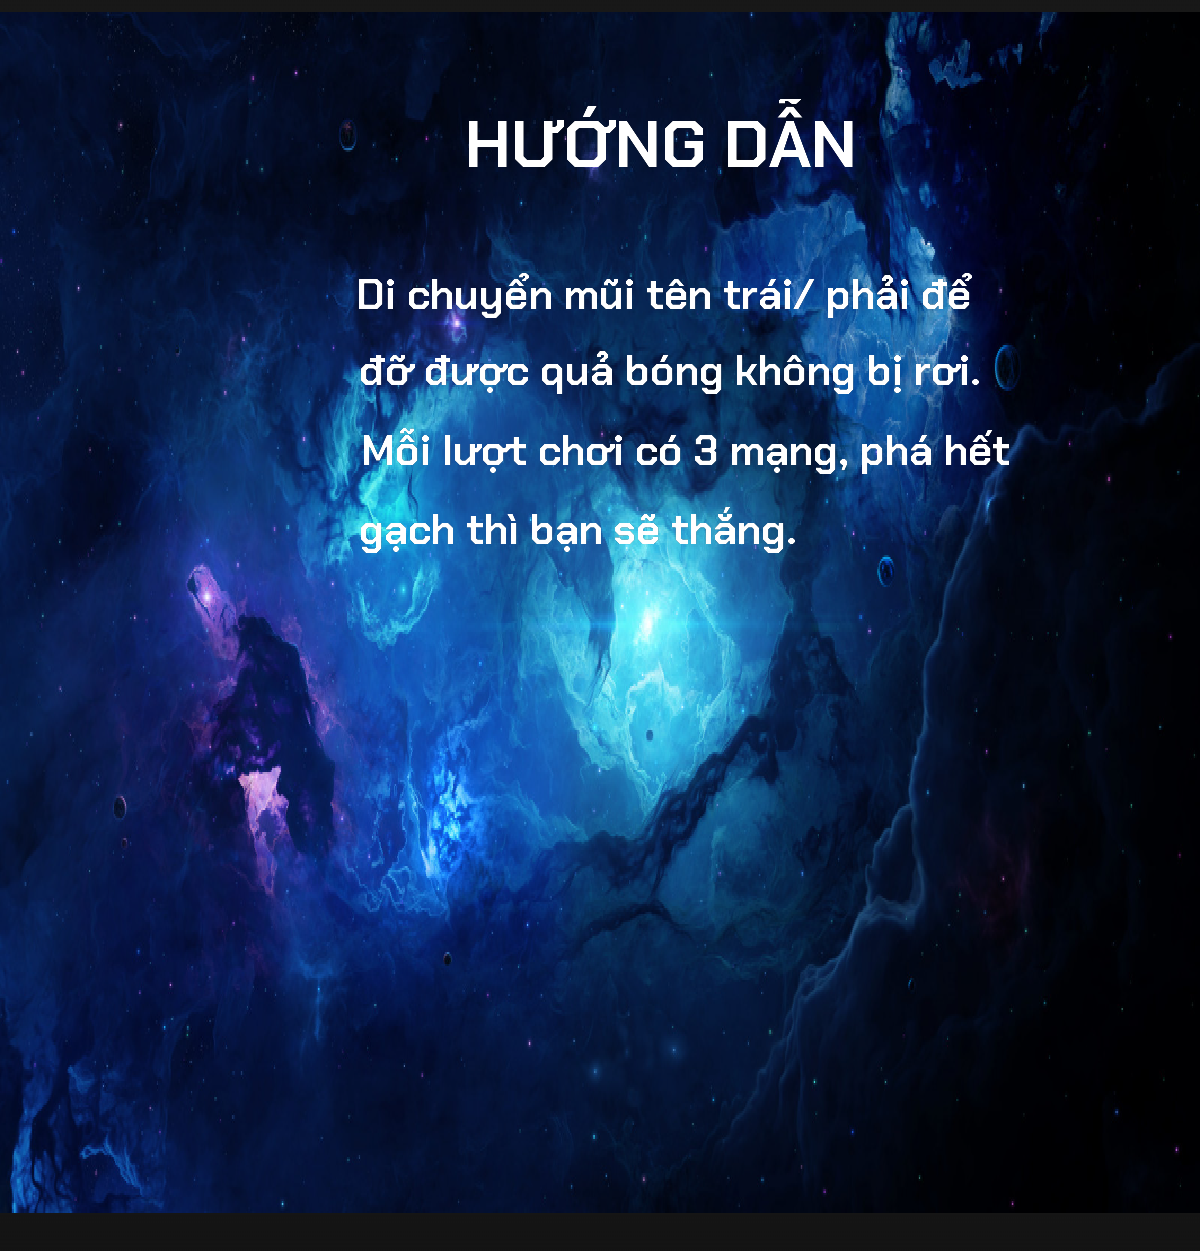 HƯỚNG DẪN
Di chuyển mũi tên trái/ phải để
đỡ được quả bóng không bị rơi.
Mỗi lượt chơi có 3 mạng, phá hết
gạch thì bạn sẽ thắng.